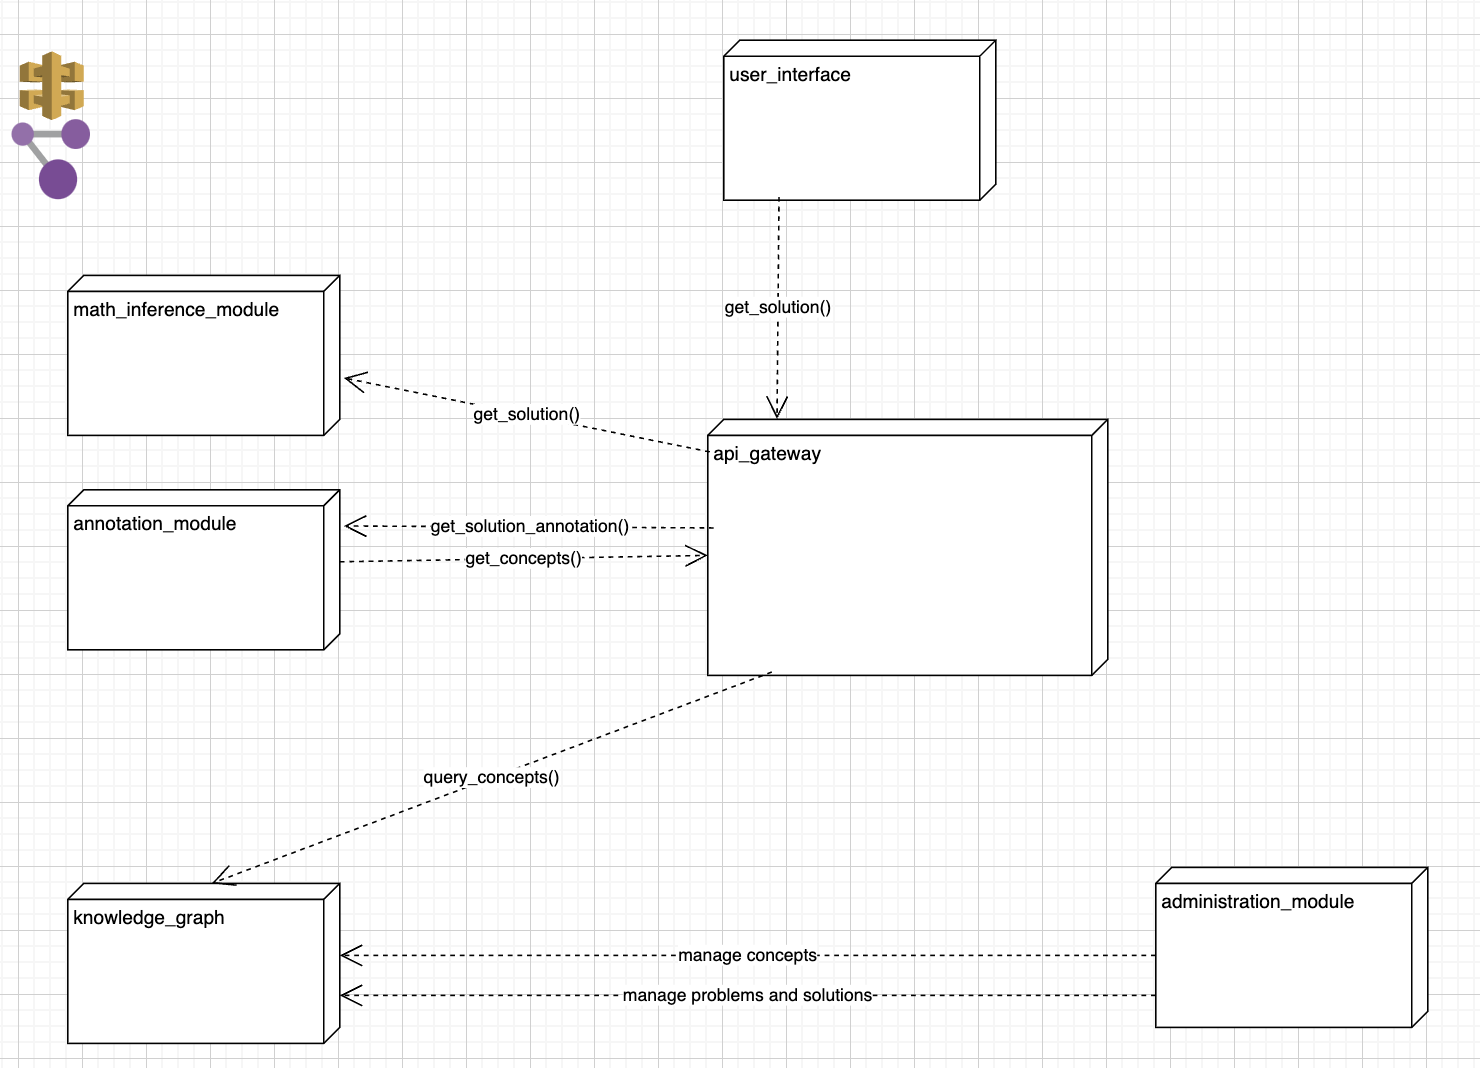 user_interface
get_solution()
math_inference_module
get_solution()
api_gateway
annotation_module
get_solution_annotation()
get_concepts()
query_concepts()
knowledge_graph
administration_module
manage concepts
manage problems and solutions